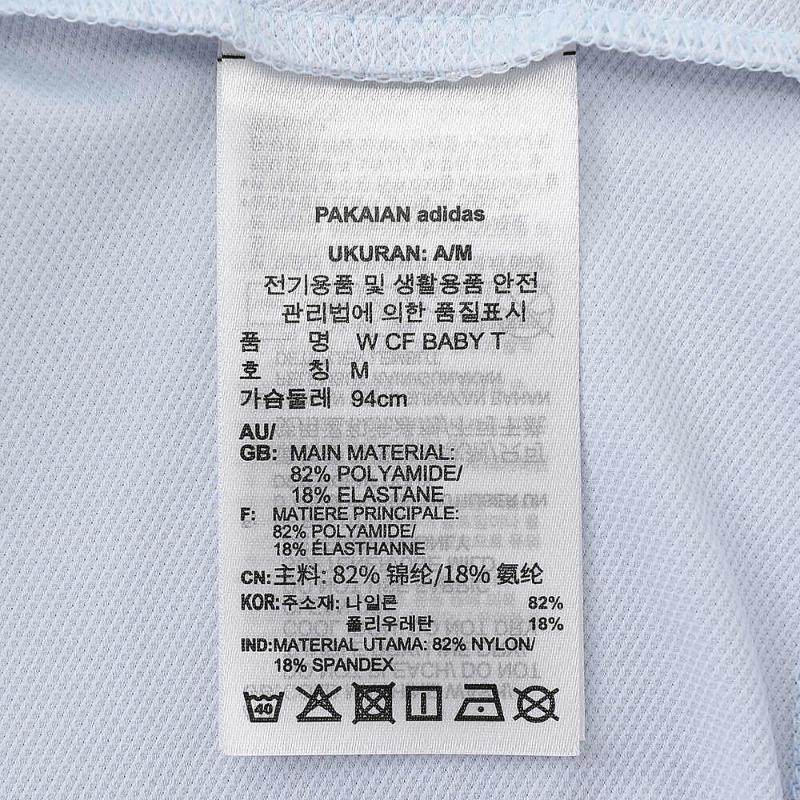 PAKAIAN adidas
UKURAN: A/M
전기용품 및 생활용품 안전
관리법에 의한 품질표시
품 명 W CF BABY T
호 칭 M
가슴둘레 94cm
AU/
GB: MAIN MATERIAL:
82% POLYAMIDE/
18% ELASTANE
F: MATIERE PRINCIPALE:
82% POLYAMIDE/
18% ÉLASTHANNE
CN:主料: 82% 锦纶/18% 氨纶
KOR:주소재: 나일론 82%
폴리우레탄 18%
IND:MATERIAL UTAMA: 82% NYLON/
18% SPANDEX
40